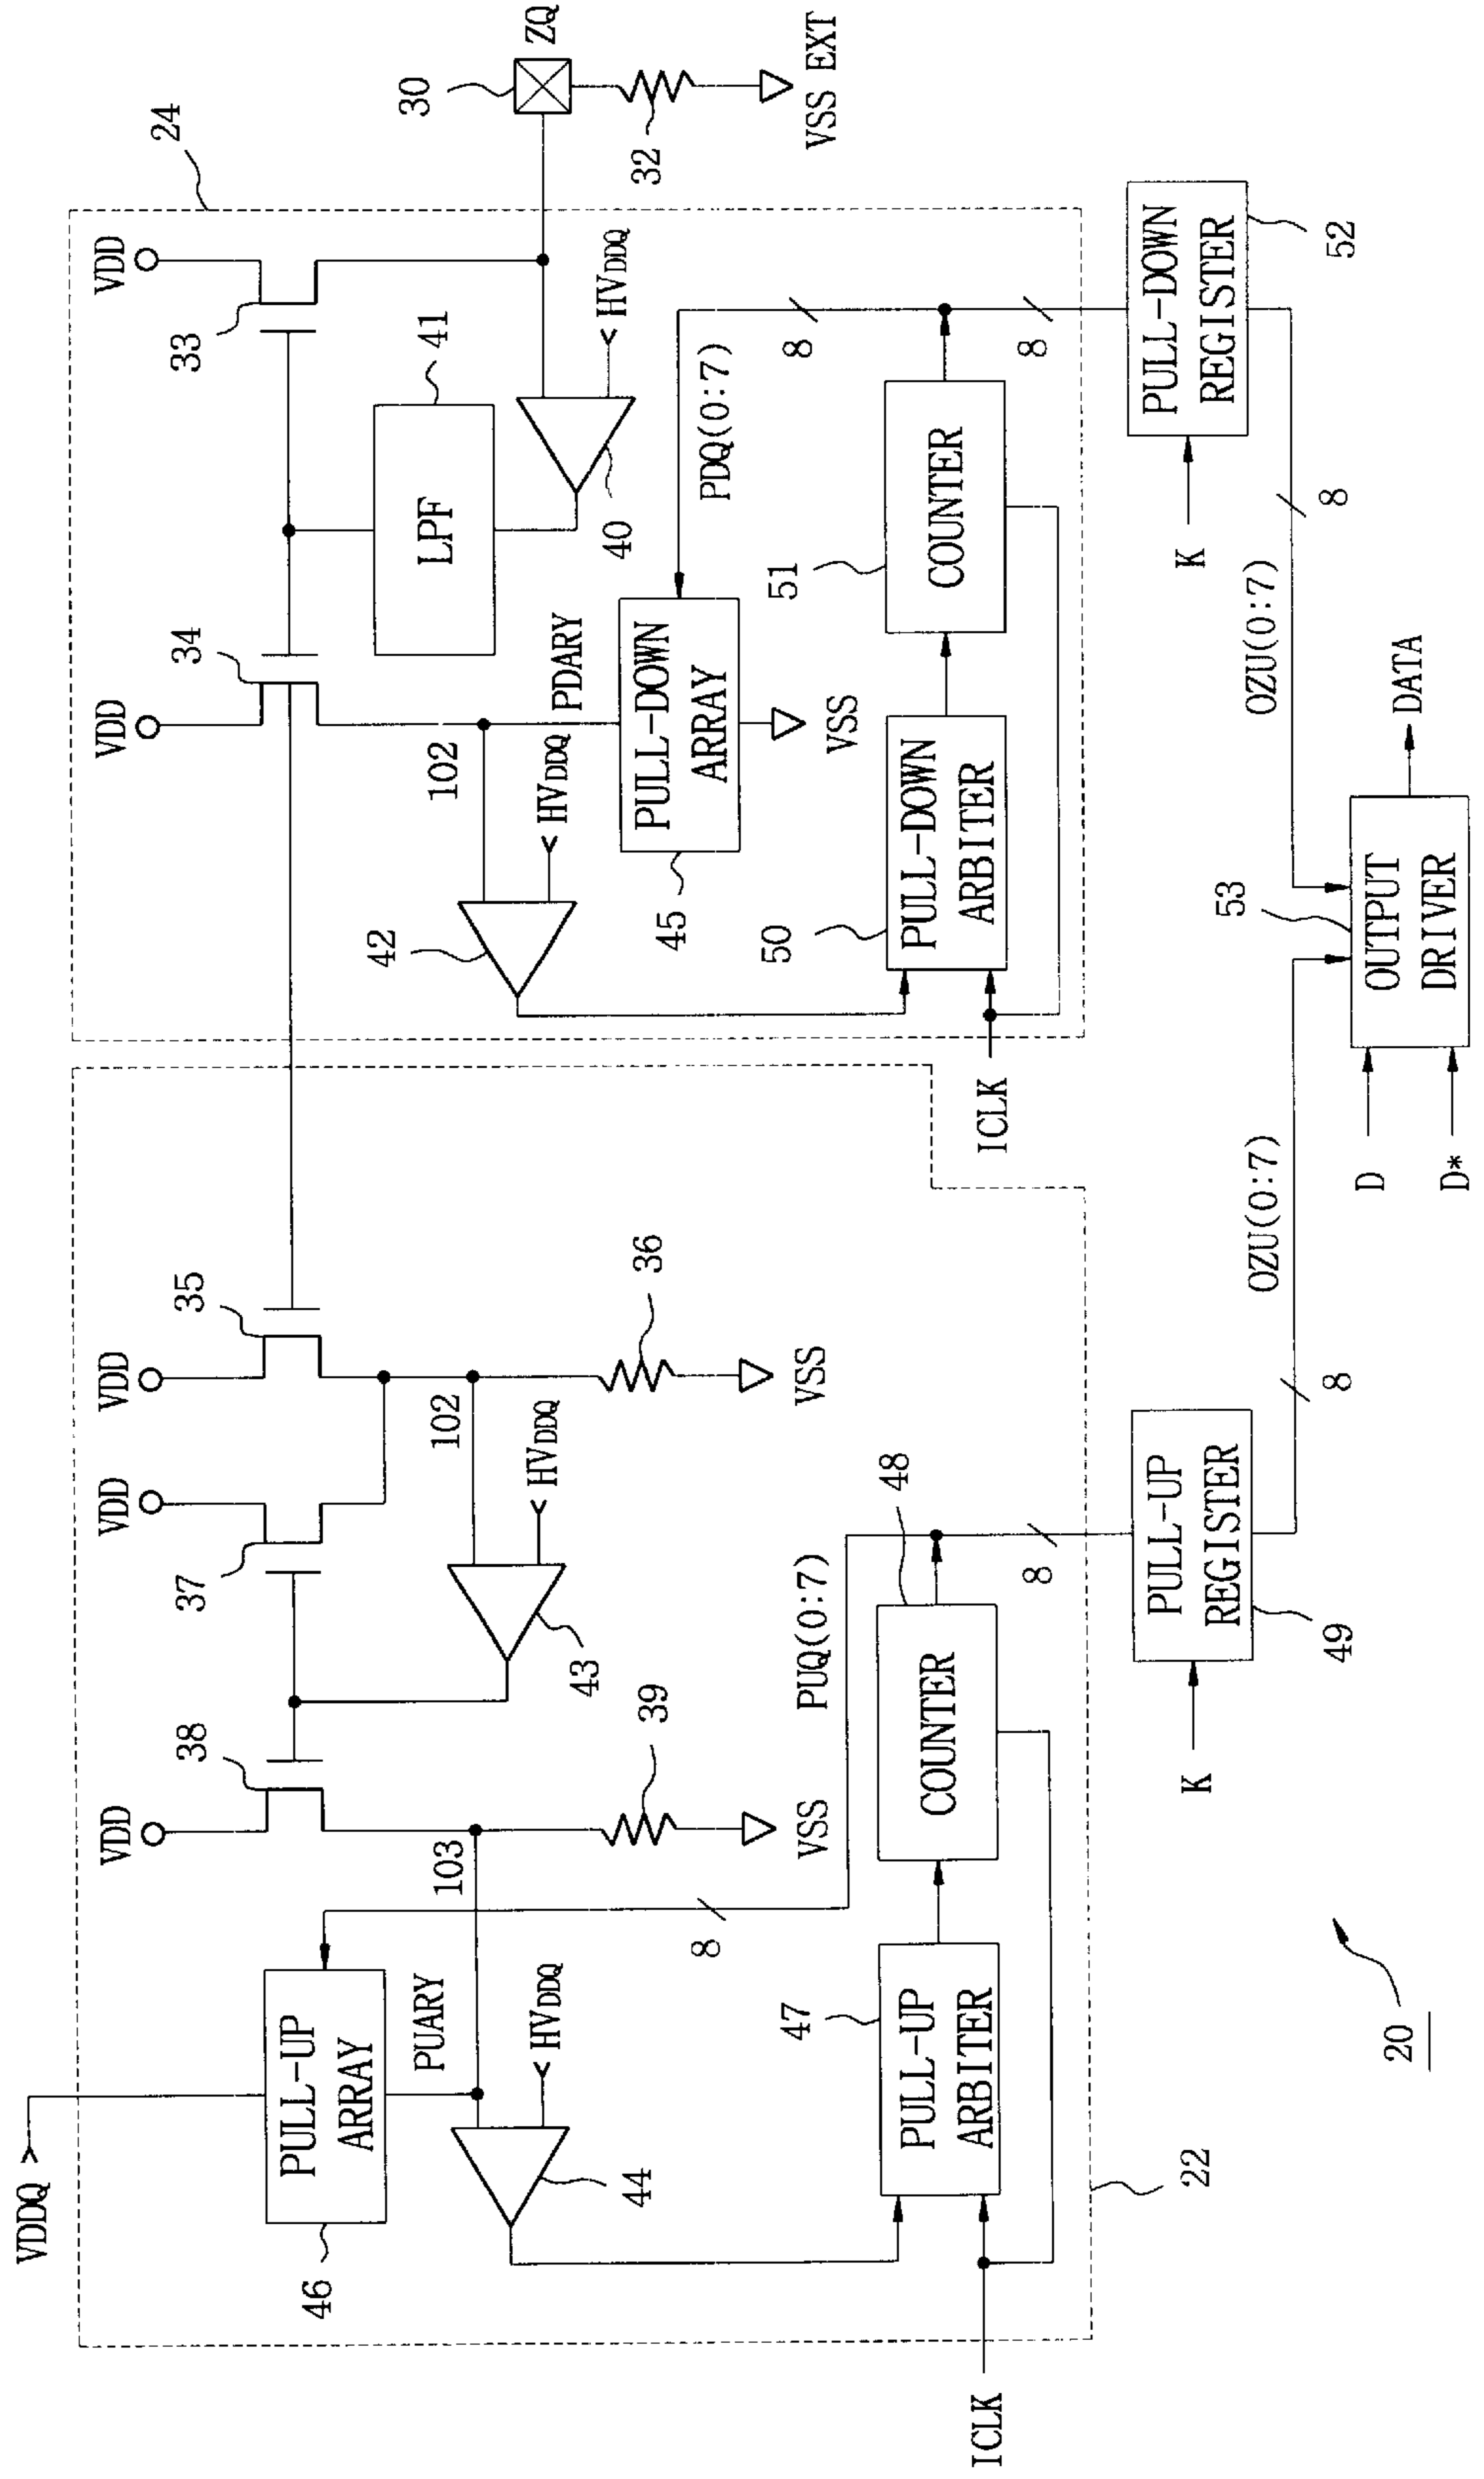 VDDQ
46
PULL-UP
ARRAY
VDD
38
37
VDD
VDD
35
PUARY
103
39
VSS
HVDDQ
44
43
HVDDQ
102
36
VSS
8
PUQ(0:7)
47
PULL-UP
ARBITER
48
COUNTER
8
ICLK
22
PULL-UP
REGISTER
49
K
8
OZU(0:7)
VDD
34
VDD
33
24
41
LPF
30
ZQ
32
VSS EXT
102
PDARY
HVDDQ
42
40
HVDDQ
45
PULL-DOWN
ARRAY
VSS
PDQ(0:7)
8
8
50
PULL-DOWN
ARBITER
51
COUNTER
ICLK
PULL-DOWN
REGISTER
52
K
8
OZU(0:7)
53
OUTPUT
DRIVER
D
D*
DATA
20